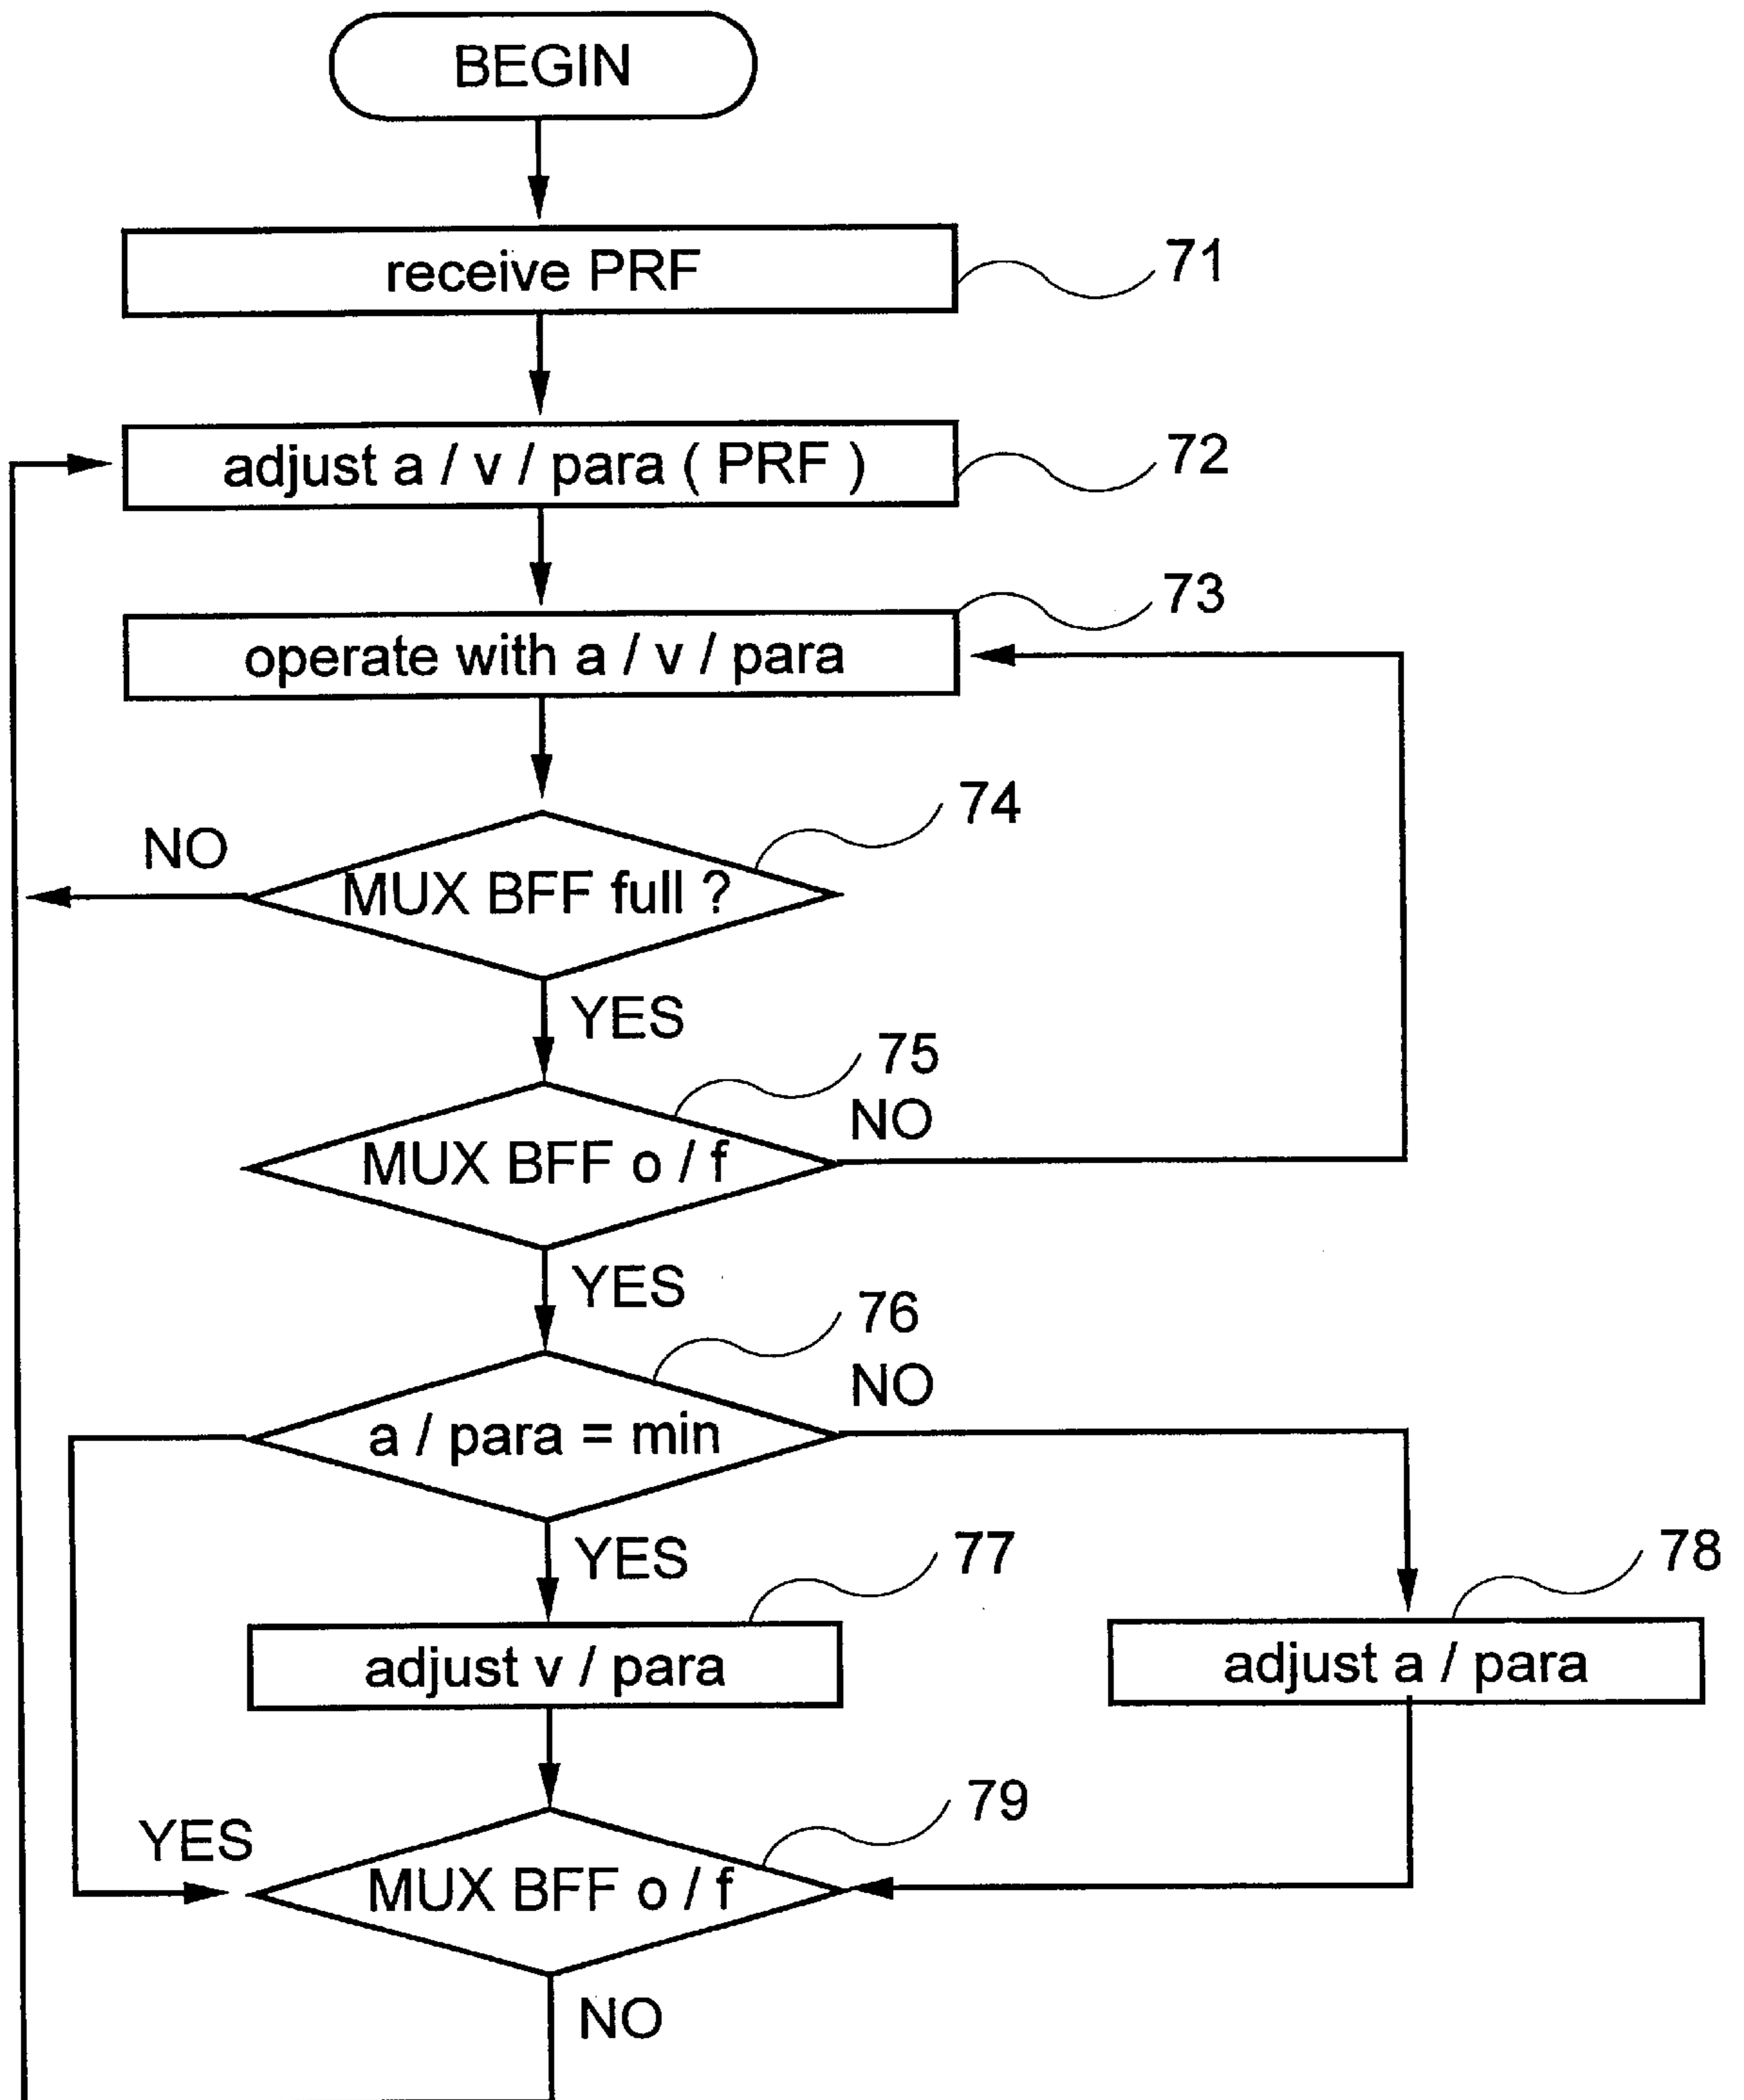 BEGIN
receive PRF
71
adjust a / v / para ( PRF )
72
73
operate with a / v / para
74
NO
MUX BFF full ?
YES
75
NO
MUX BFF o / f
YES
76
NO
a / para = min
YES
77
78
adjust v / para
adjust a / para
79
YES
MUX BFF o / f
NO